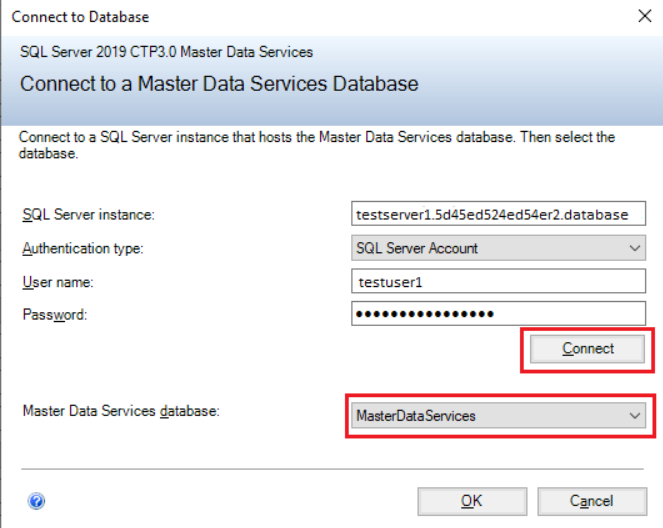 Connect to Database
SQL Server 2019 CTP3.0 Master Data Services
Connect to a Master Data Services Database
Connect to a SQL Server instance that hosts the Master Data Services database. Then select the
database.
SQL Server instance: testserver1.5d45ed524ed54er2.database
Authentication type: SQL Server Account
User name: testuser1
Password: ••••••••••••••••
Connect
Master Data Services database: MasterDataServices
OK Cancel